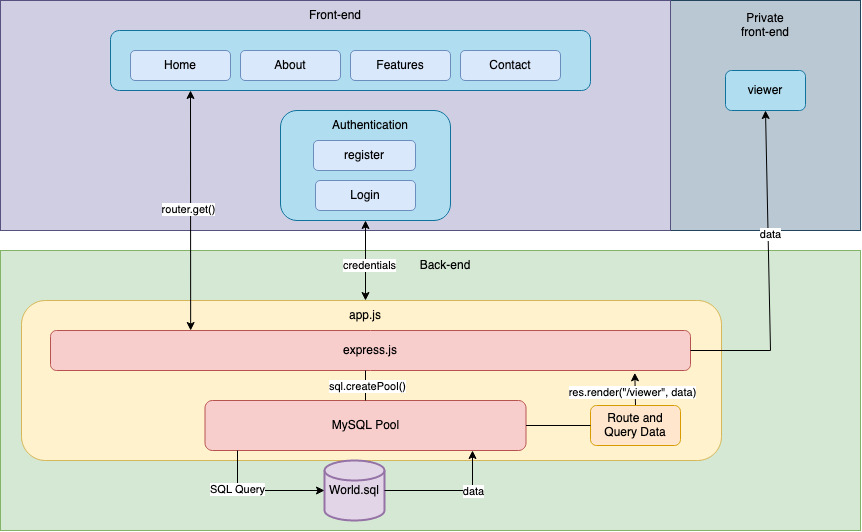 Front-end
Private
front-end
Home
About
Features
Contact
viewer
Authentication
register
Login
router.get()
data
credentials
Back-end
app.js
express.js
sql.createPool()
res.render("/viewer", data)
MySQL Pool
Route and
Query Data
SQL Query
World.sql
data